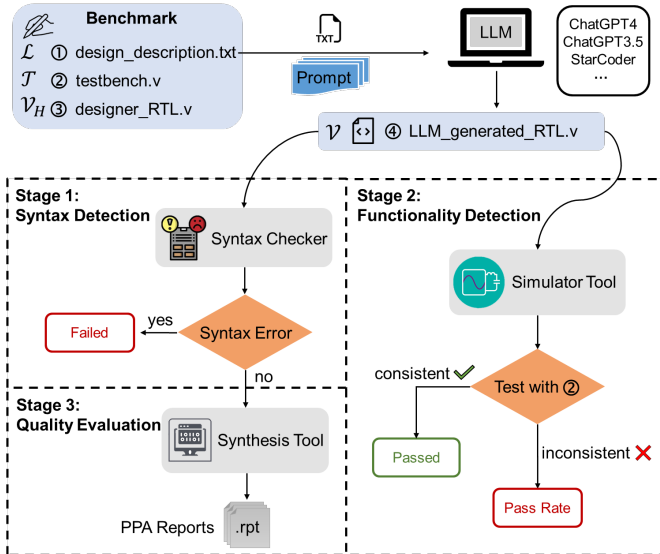 Benchmark
ℒ ① design_description.txt
𝒯 ② testbench.v
𝒱_H ③ designer_RTL.v
TXT
Prompt
LLM
ChatGPT4
ChatGPT3.5
StarCoder
...
𝒱 ④ LLM_generated_RTL.v
Stage 1:
Syntax Detection
Syntax Checker
Syntax Error
yes
Failed
no
Stage 2:
Functionality Detection
Simulator Tool
Test with ②
consistent
Passed
inconsistent
Pass Rate
Stage 3:
Quality Evaluation
Synthesis Tool
PPA Reports
.rpt